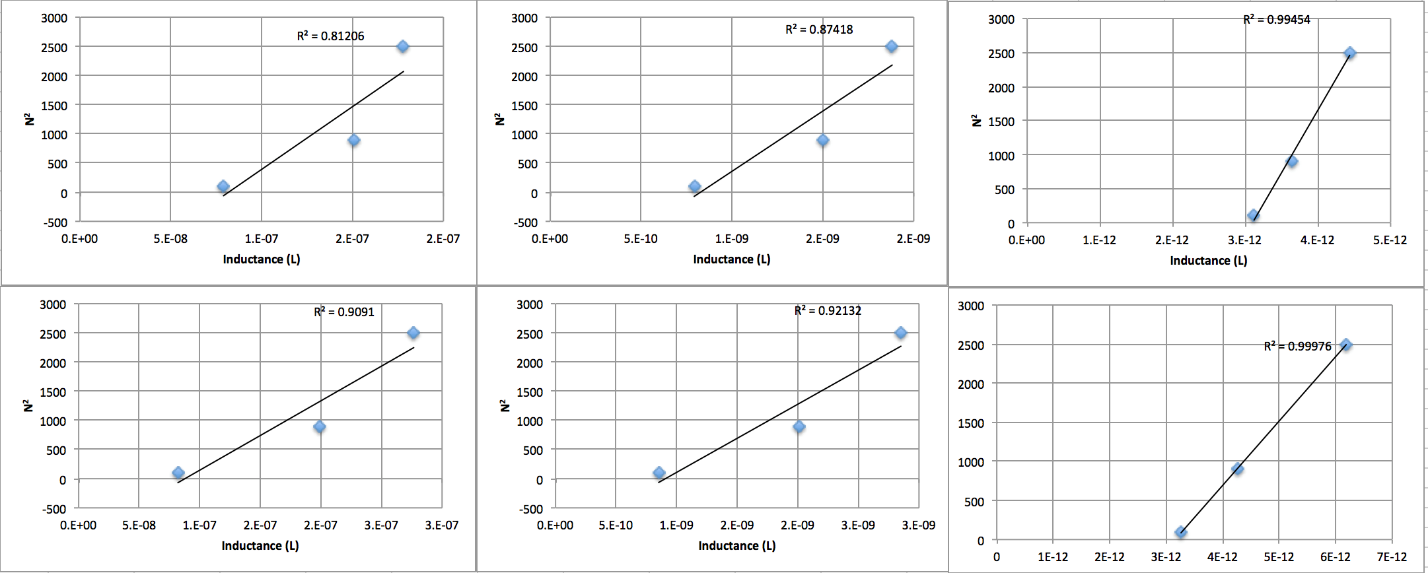 R² = 0.81206
3000
2500
2000
1500
1000
500
0
-500
N²
0.E+00 5.E-08 1.E-07 2.E-07 2.E-07
Inductance (L)
R² = 0.87418
3000
2500
2000
1500
1000
500
0
-500
N²
0.E+00 5.E-10 1.E-09 2.E-09 2.E-09
Inductance (L)
R² = 0.99454
3000
2500
2000
1500
1000
500
0
N²
0.E+00 1.E-12 2.E-12 3.E-12 4.E-12 5.E-12
Inductance (L)
R² = 0.9091
3000
2500
2000
1500
1000
500
0
-500
N²
0.E+00 5.E-08 1.E-07 2.E-07 2.E-07 3.E-07 3.E-07
Inductance (L)
R² = 0.92132
3000
2500
2000
1500
1000
500
0
-500
N²
0.E+00 5.E-10 1.E-09 2.E-09 2.E-09 3.E-09 3.E-09
Inductance (L)
3000
R² = 0.99976
2500
2000
1500
1000
500
0
0 1E-12 2E-12 3E-12 4E-12 5E-12 6E-12 7E-12